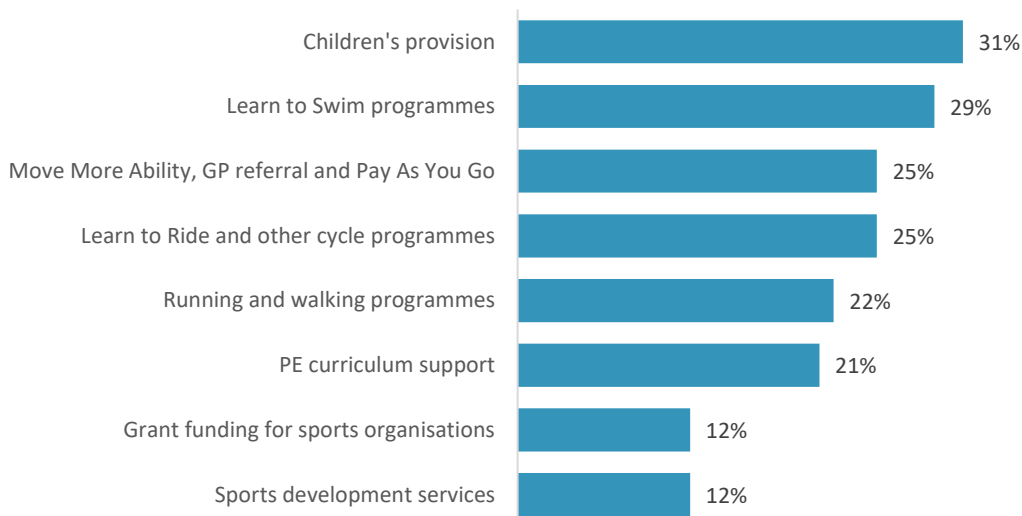 Children's provision 31%
Learn to Swim programmes 29%
Move More Ability, GP referral and Pay As You Go 25%
Learn to Ride and other cycle programmes 25%
Running and walking programmes 22%
PE curriculum support 21%
Grant funding for sports organisations 12%
Sports development services 12%